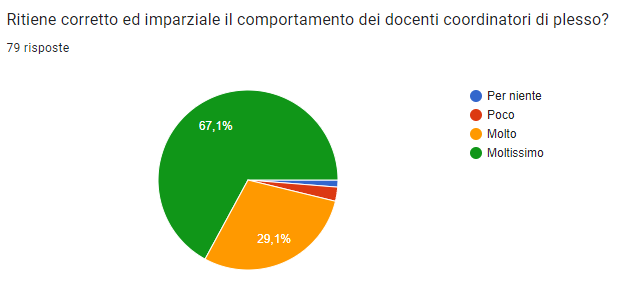 Ritiene corretto ed imparziale il comportamento dei docenti coordinatori di plesso?
79 risposte
Per niente
Poco
Molto
Moltissimo
67,1%
29,1%